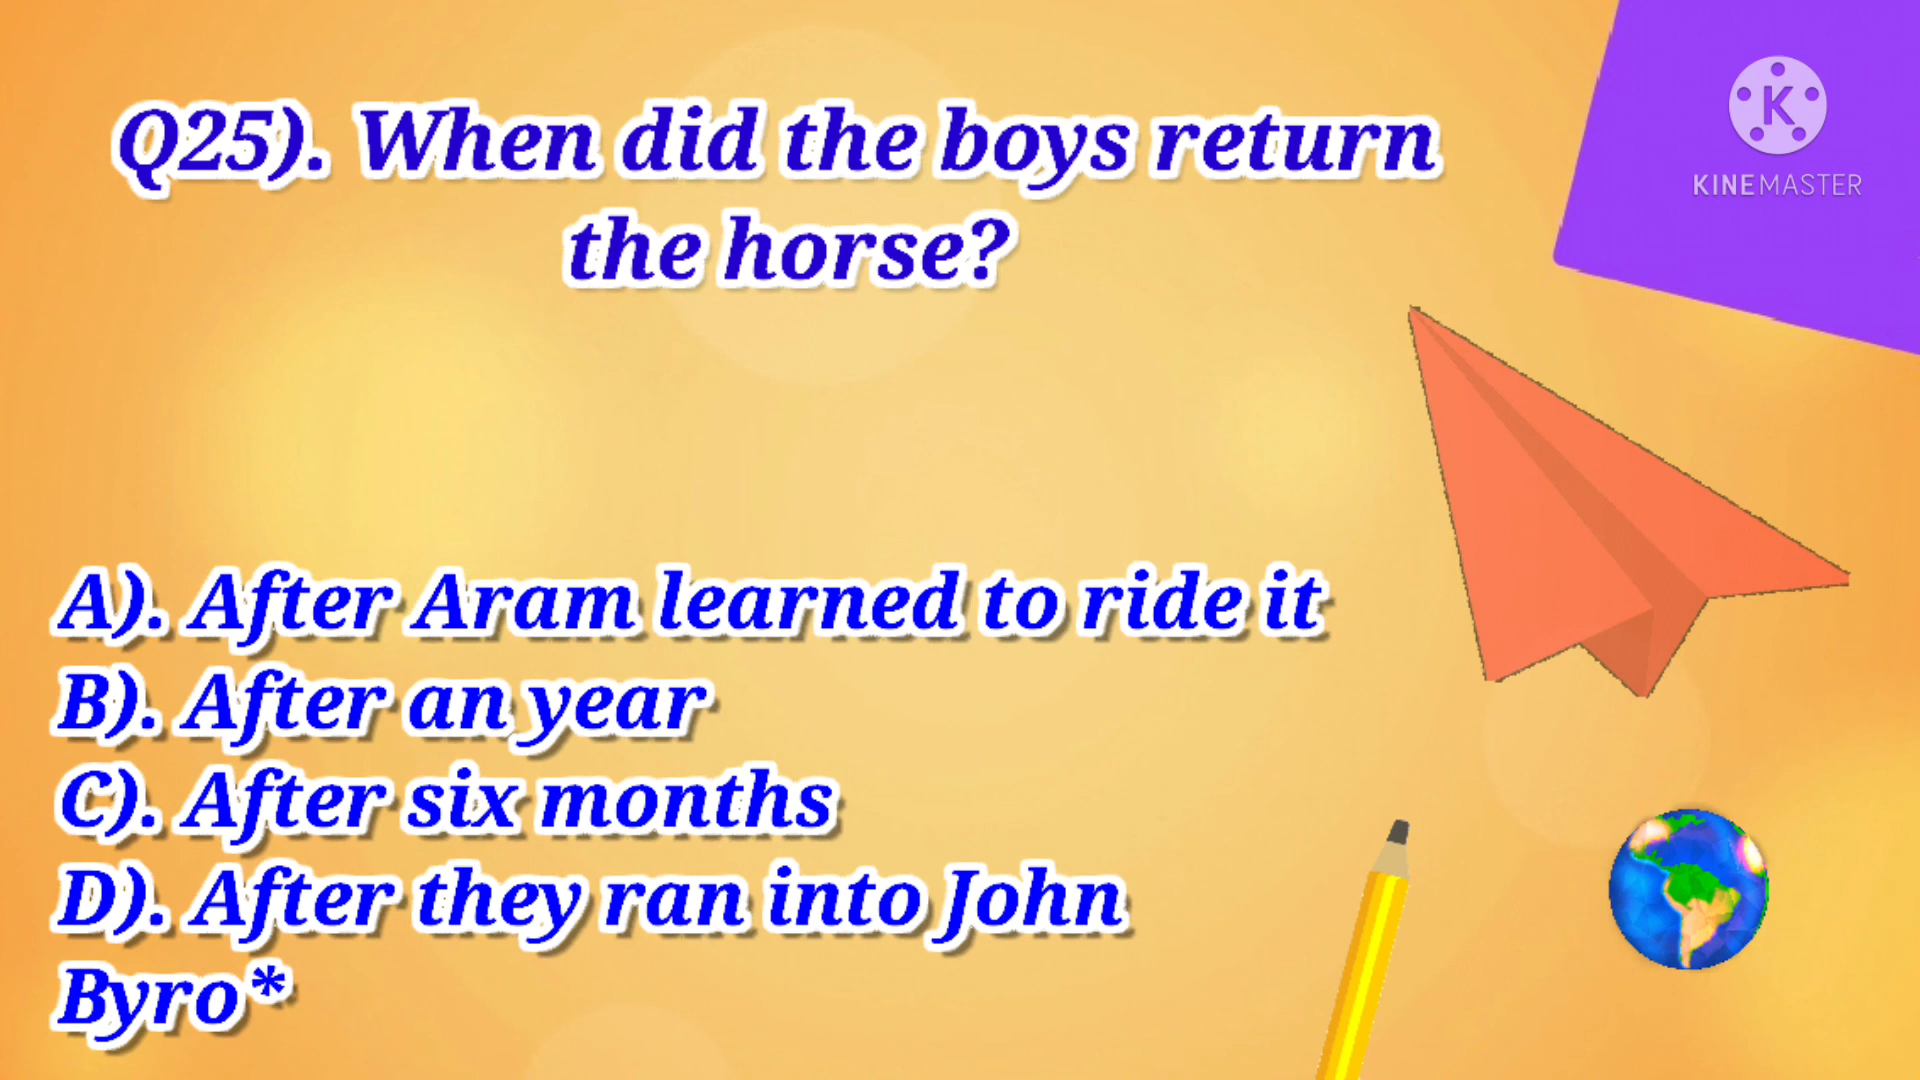 Q25). When did the boys return
the horse?
K
KINEMASTER
A). After Aram learned to ride it
B). After an year
C). After six months
D). After they ran into John
Byro*